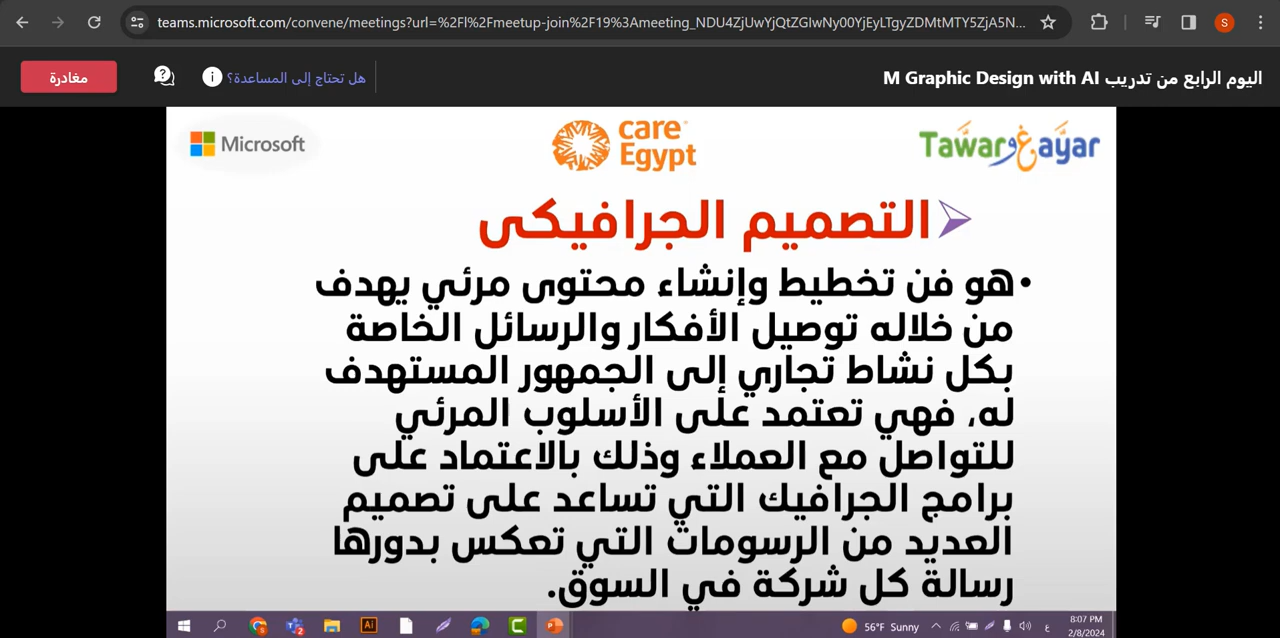 teams.microsoft.com/convene/meetings?url=%2Fl%2Fmeetup-join%2F19%3Ameeting_NDU4ZjUwYjQtZGIwNy00YjEyLTgyZDMtMTY5ZjA5N...
S
اليوم الرابع من تدريب M Graphic Design with AI
هل تحتاج إلى المساعدة؟
مغادرة
Microsoft
care
Egypt
Tawar وغ ayar
التصميم الجرافيكى
•هو فن تخطيط وإنشاء محتوى مرئي يهدف
من خلاله توصيل الأفكار والرسائل الخاصة
بكل نشاط تجاري إلى الجمهور المستهدف
له، فهي تعتمد على الأسلوب المرئي
للتواصل مع العملاء وذلك بالاعتماد على
برامج الجرافيك التي تساعد على تصميم
العديد من الرسومات التي تعكس بدورها
رسالة كل شركة في السوق.
Ai
56°F Sunny
ع
8:07 PM
2/8/2024